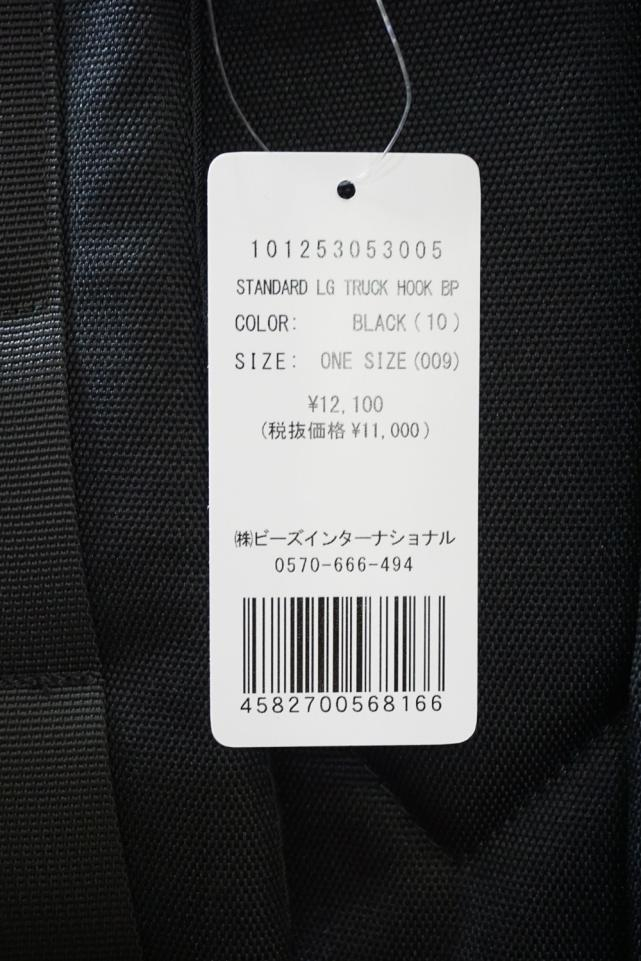 101253053005
STANDARD LG TRUCK HOOK BP
COLOR: BLACK(10)
SIZE: ONE SIZE(009)
¥12,100
(税抜価格¥11,000)
㈱ビーズインターナショナル
0570-666-494
4582700568166